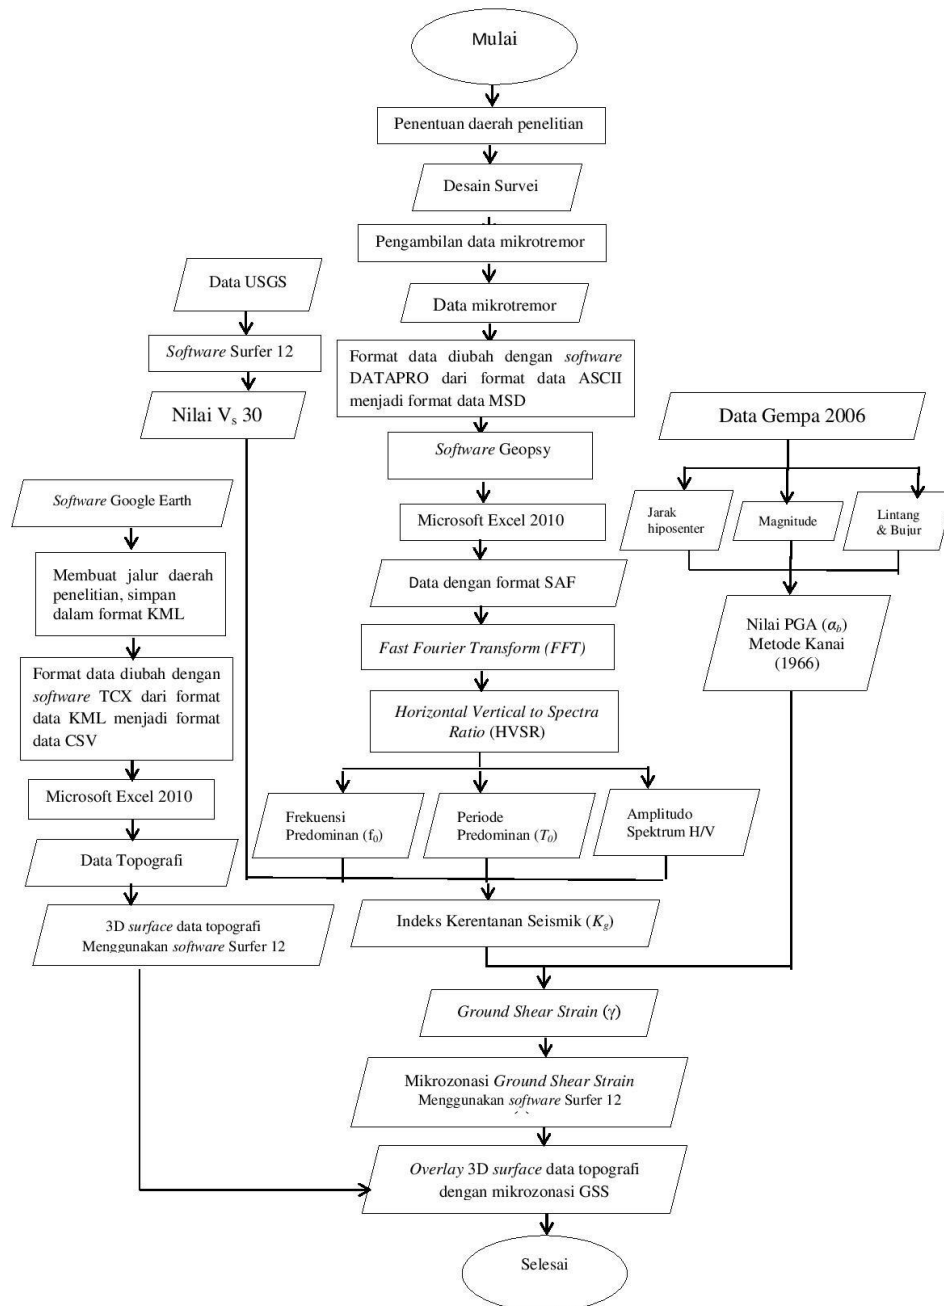 Mulai
Penentuan daerah penelitian
Desain Survei
Pengambilan data mikrotremor
Data mikrotremor
Format data diubah dengan software
DATAPRO dari format data ASCII
menjadi format data MSD
Software Geopsy
Microsoft Excel 2010
Data dengan format SAF
Fast Fourier Transform (FFT)
Horizontal Vertical to Spectra
Ratio (HVSR)
Frekuensi
Predominan (f₀)
Periode
Predominan (T₀)
Amplitudo
Spektrum H/V
Data USGS
Software Surfer 12
Nilai Vₛ 30
Software Google Earth
Membuat jalur daerah
penelitian, simpan
dalam format KML
Format data diubah dengan
software TCX dari format
data KML menjadi format
data CSV
Microsoft Excel 2010
Data Topografi
3D surface data topografi
Menggunakan software Surfer 12
Data Gempa 2006
Jarak
hiposenter
Magnitude
Lintang
& Bujur
Nilai PGA (α_b)
Metode Kanai
(1966)
Indeks Kerentanan Seismik (K_g)
Ground Shear Strain (γ)
Mikrozonasi Ground Shear Strain
Menggunakan software Surfer 12
Overlay 3D surface data topografi
dengan mikrozonasi GSS
Selesai